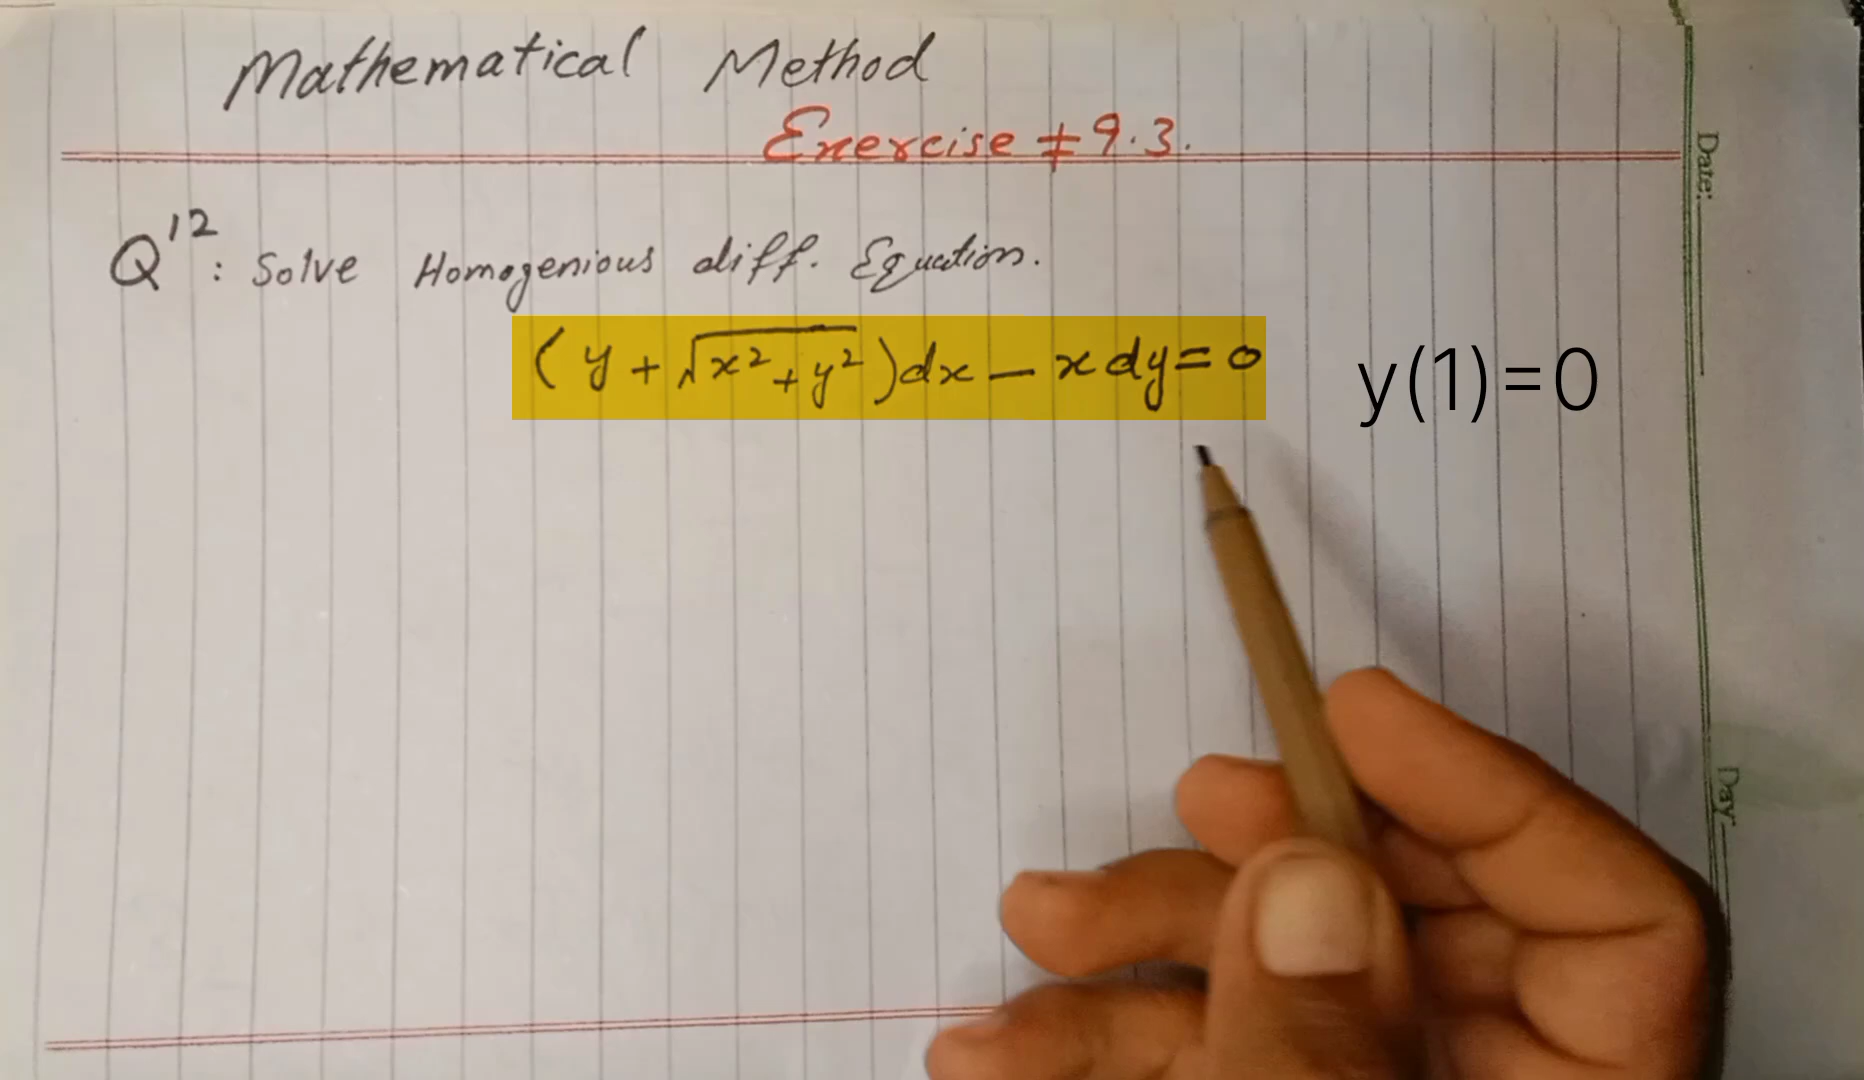 Mathematical Method
Exercise ≠ 9.3.
Q12: Solve Homogenious diff. Equation.
(y + √x²+y²)dx – x dy = 0 y(1)=0
Date:
Day